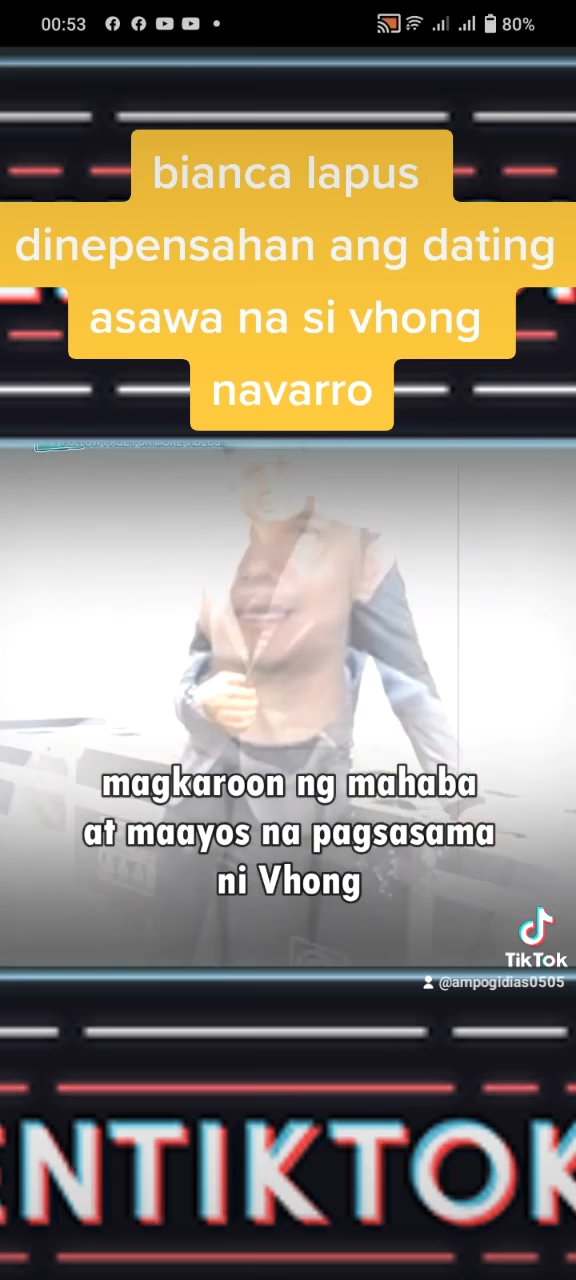 00:53
80%
bianca lapus
dinepensahan ang dating
asawa na si vhong
navarro
magkaroon ng mahaba
at maayos na pagsasama
ni Vhong
TikTok
@ampogidias0505
ENTIKTOK